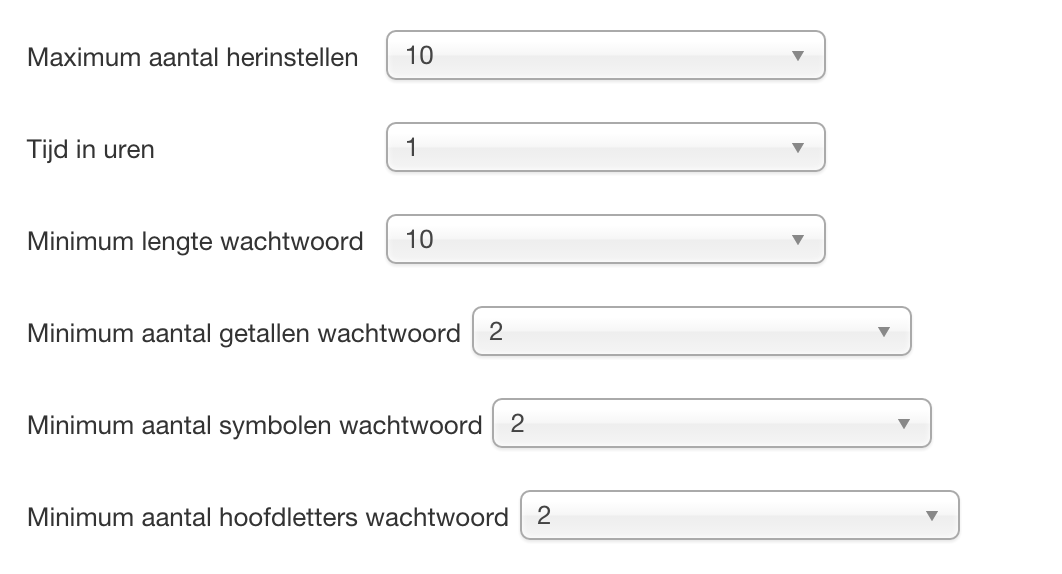 Maximum aantal herinstellen 10
Tijd in uren 1
Minimum lengte wachtwoord 10
Minimum aantal getallen wachtwoord 2
Minimum aantal symbolen wachtwoord 2
Minimum aantal hoofdletters wachtwoord 2